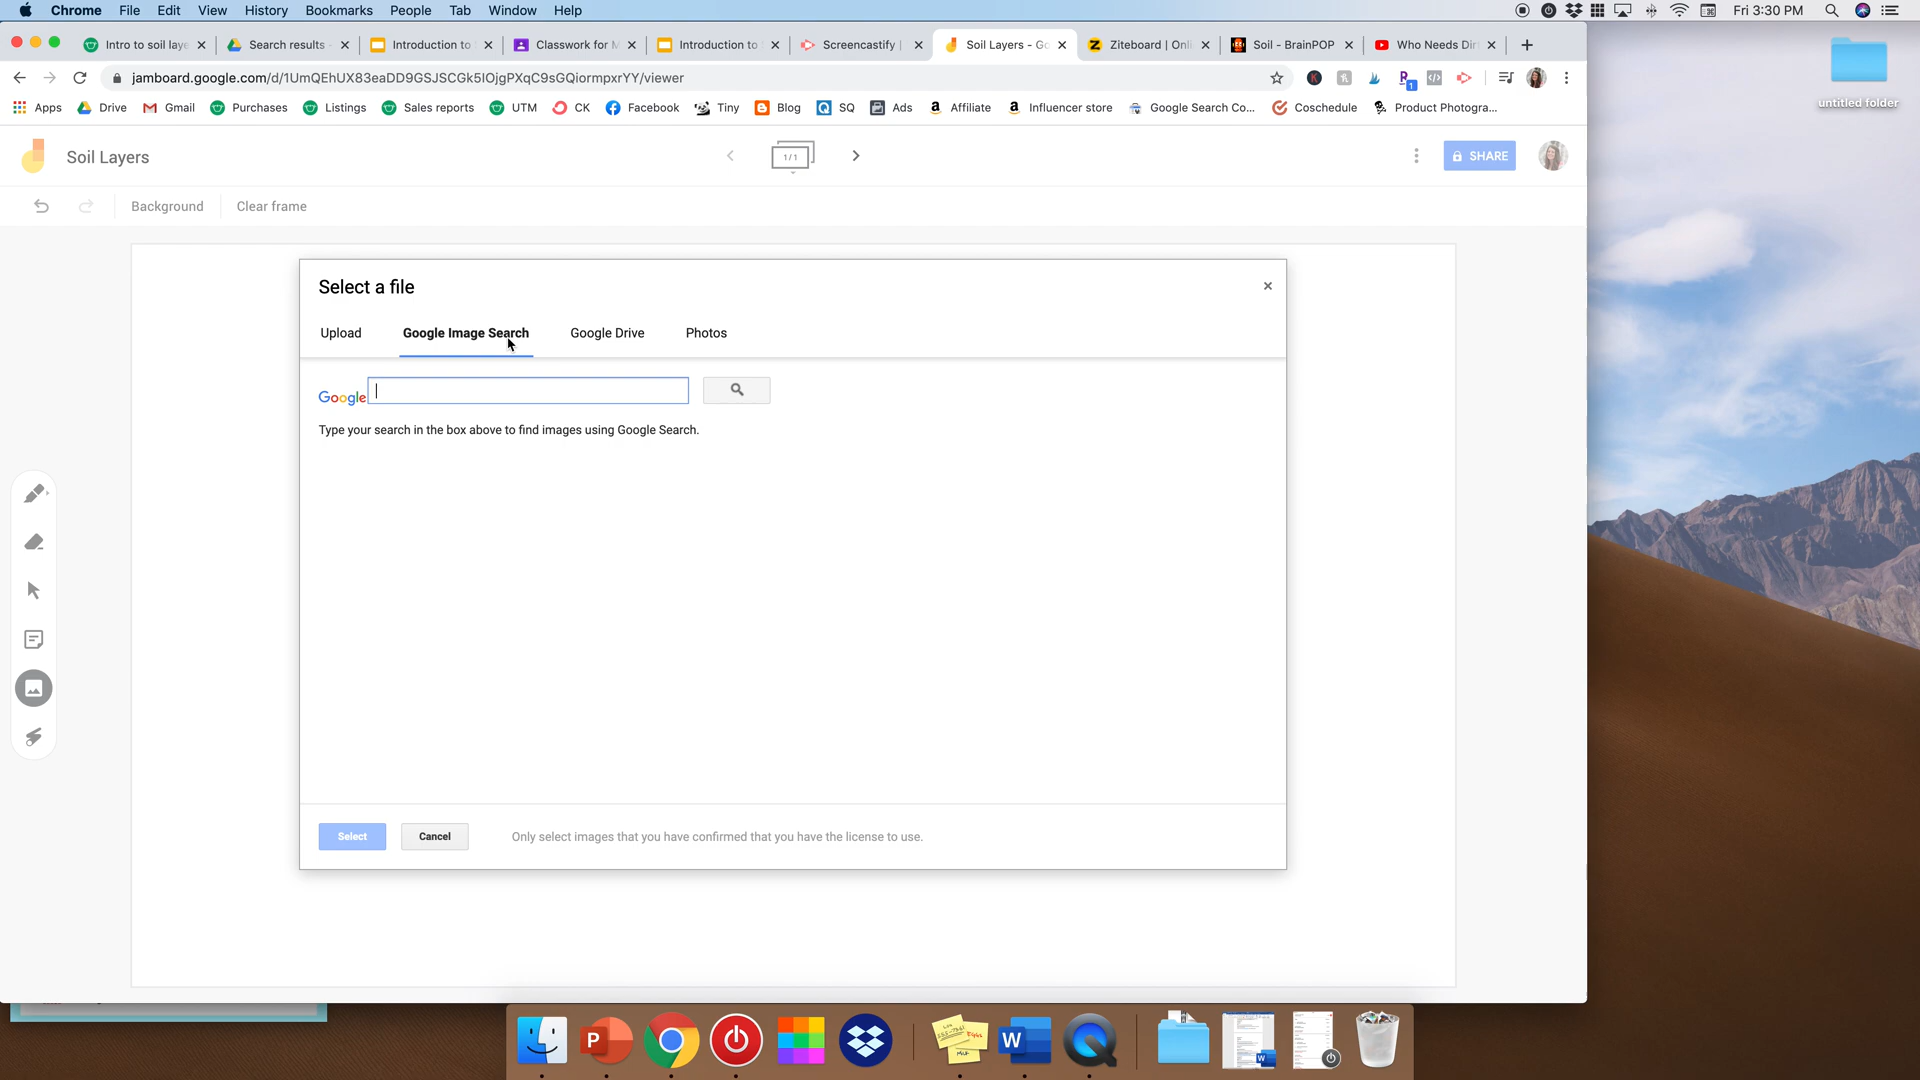 Chrome File Edit View History Bookmarks People Tab Window Help
Fri 3:30 PM
Intro to soil laye
Search results
Introduction to
Classwork for M
Introduction to
Screencastify |
Soil Layers - Go
Ziteboard | Onli
Soil - BrainPOP
Who Needs Dir
jamboard.google.com/d/1UmQEhUX83eaDD9GSJSCGk5IOjgPXqC9sGQiormpxrYY/viewer
Apps Drive Gmail Purchases Listings Sales reports UTM CK Facebook Tiny Blog SQ Ads Affiliate Influencer store Google Search Co... Coschedule Product Photogra...
untitled folder
Soil Layers
1/1
SHARE
Background Clear frame
Select a file
Upload Google Image Search Google Drive Photos
Google
Type your search in the box above to find images using Google Search.
Select Cancel Only select images that you have confirmed that you have the license to use.